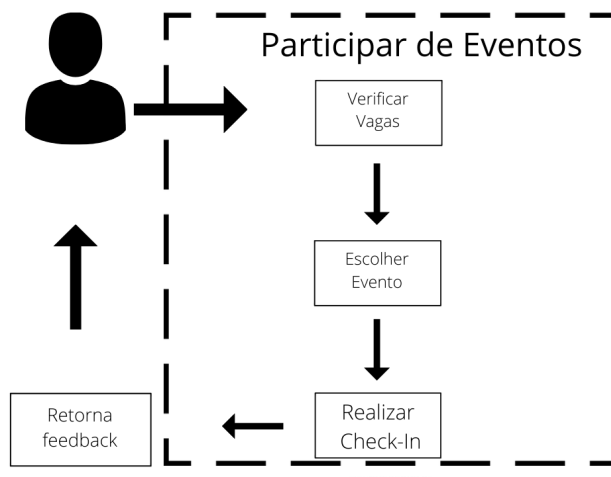 Participar de Eventos
Verificar
Vagas
Escolher
Evento
Realizar
Check-In
Retorna
feedback